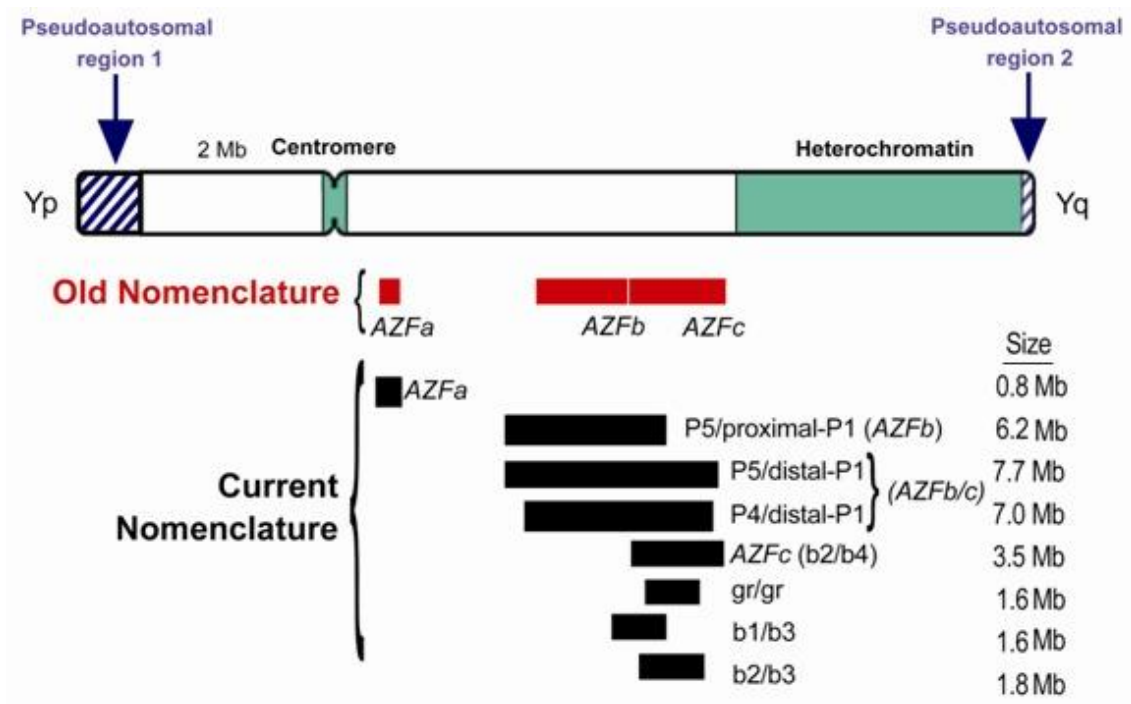 Pseudoautosomal
region 1
Pseudoautosomal
region 2
2 Mb Centromere
Heterochromatin
Yp
Yq
Old Nomenclature {
AZFa AZFb AZFc
Size
AZFa 0.8 Mb
P5/proximal-P1 (AZFb) 6.2 Mb
P5/distal-P1 7.7 Mb
(AZFb/c)
P4/distal-P1 7.0 Mb
Current
Nomenclature
AZFc (b2/b4) 3.5 Mb
gr/gr 1.6 Mb
b1/b3 1.6 Mb
b2/b3 1.8 Mb